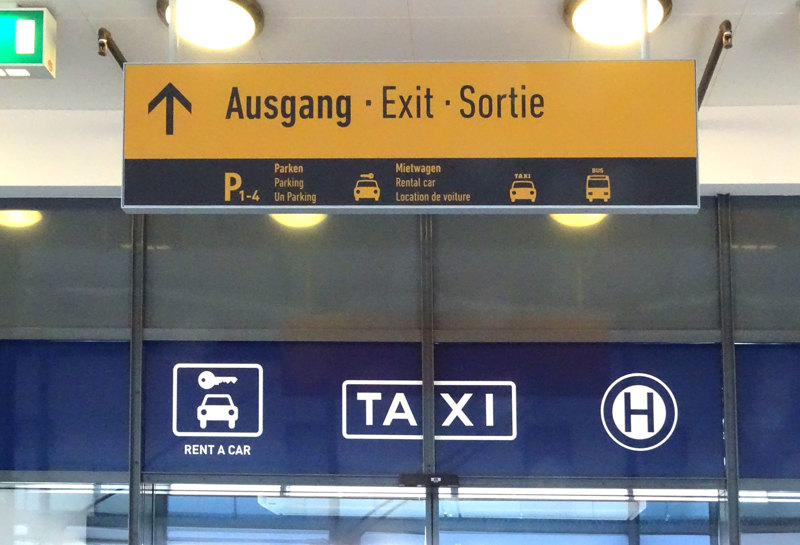 Ausgang · Exit · Sortie
P1-4
Parken
Parking
Un Parking
Mietwagen
Rental car
Location de voiture
TAXI
BUS
RENT A CAR
TAXI
H